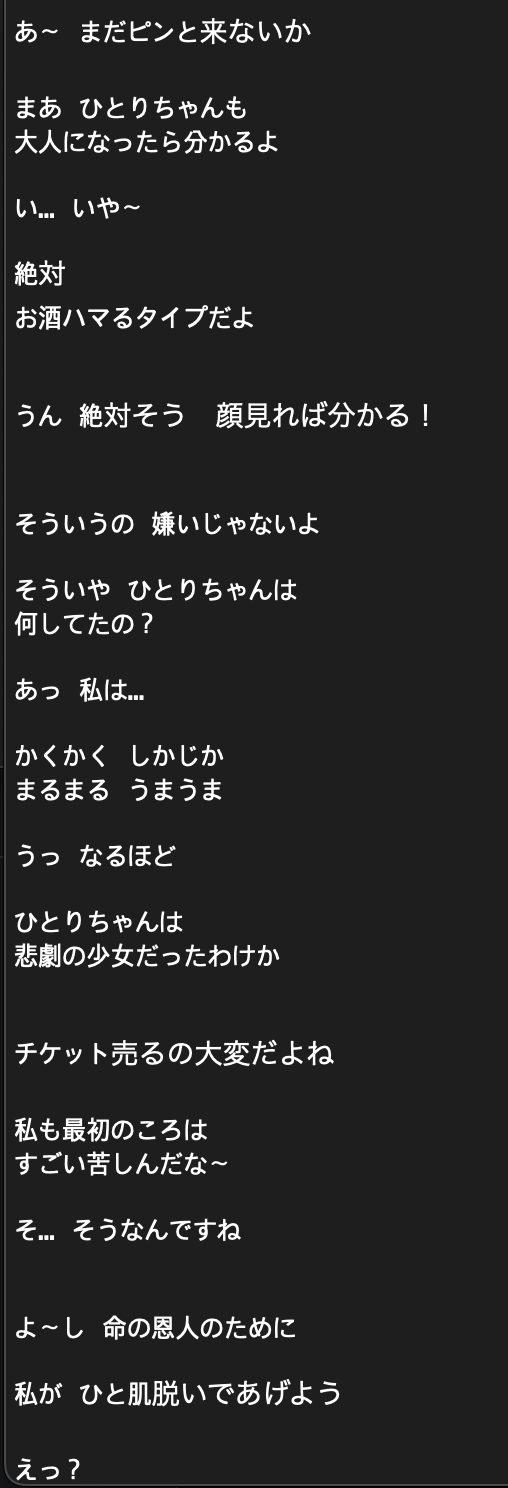 あ~ まだピンと来ないか
まあ ひとりちゃんも
大人になったら分かるよ
い... いや~
絶対
お酒ハマるタイプだよ
うん 絶対そう 顔見れば分かる！
そういうの 嫌いじゃないよ
そういや ひとりちゃんは
何してたの？
あっ 私は...
かくかく しかじか
まるまる うまうま
うっ なるほど
ひとりちゃんは
悲劇の少女だったわけか
チケット売るの大変だよね
私も最初のころは
すごい苦しんだな~
そ... そうなんですね
よ~し 命の恩人のために
私が ひと肌脱いであげよう
えっ？